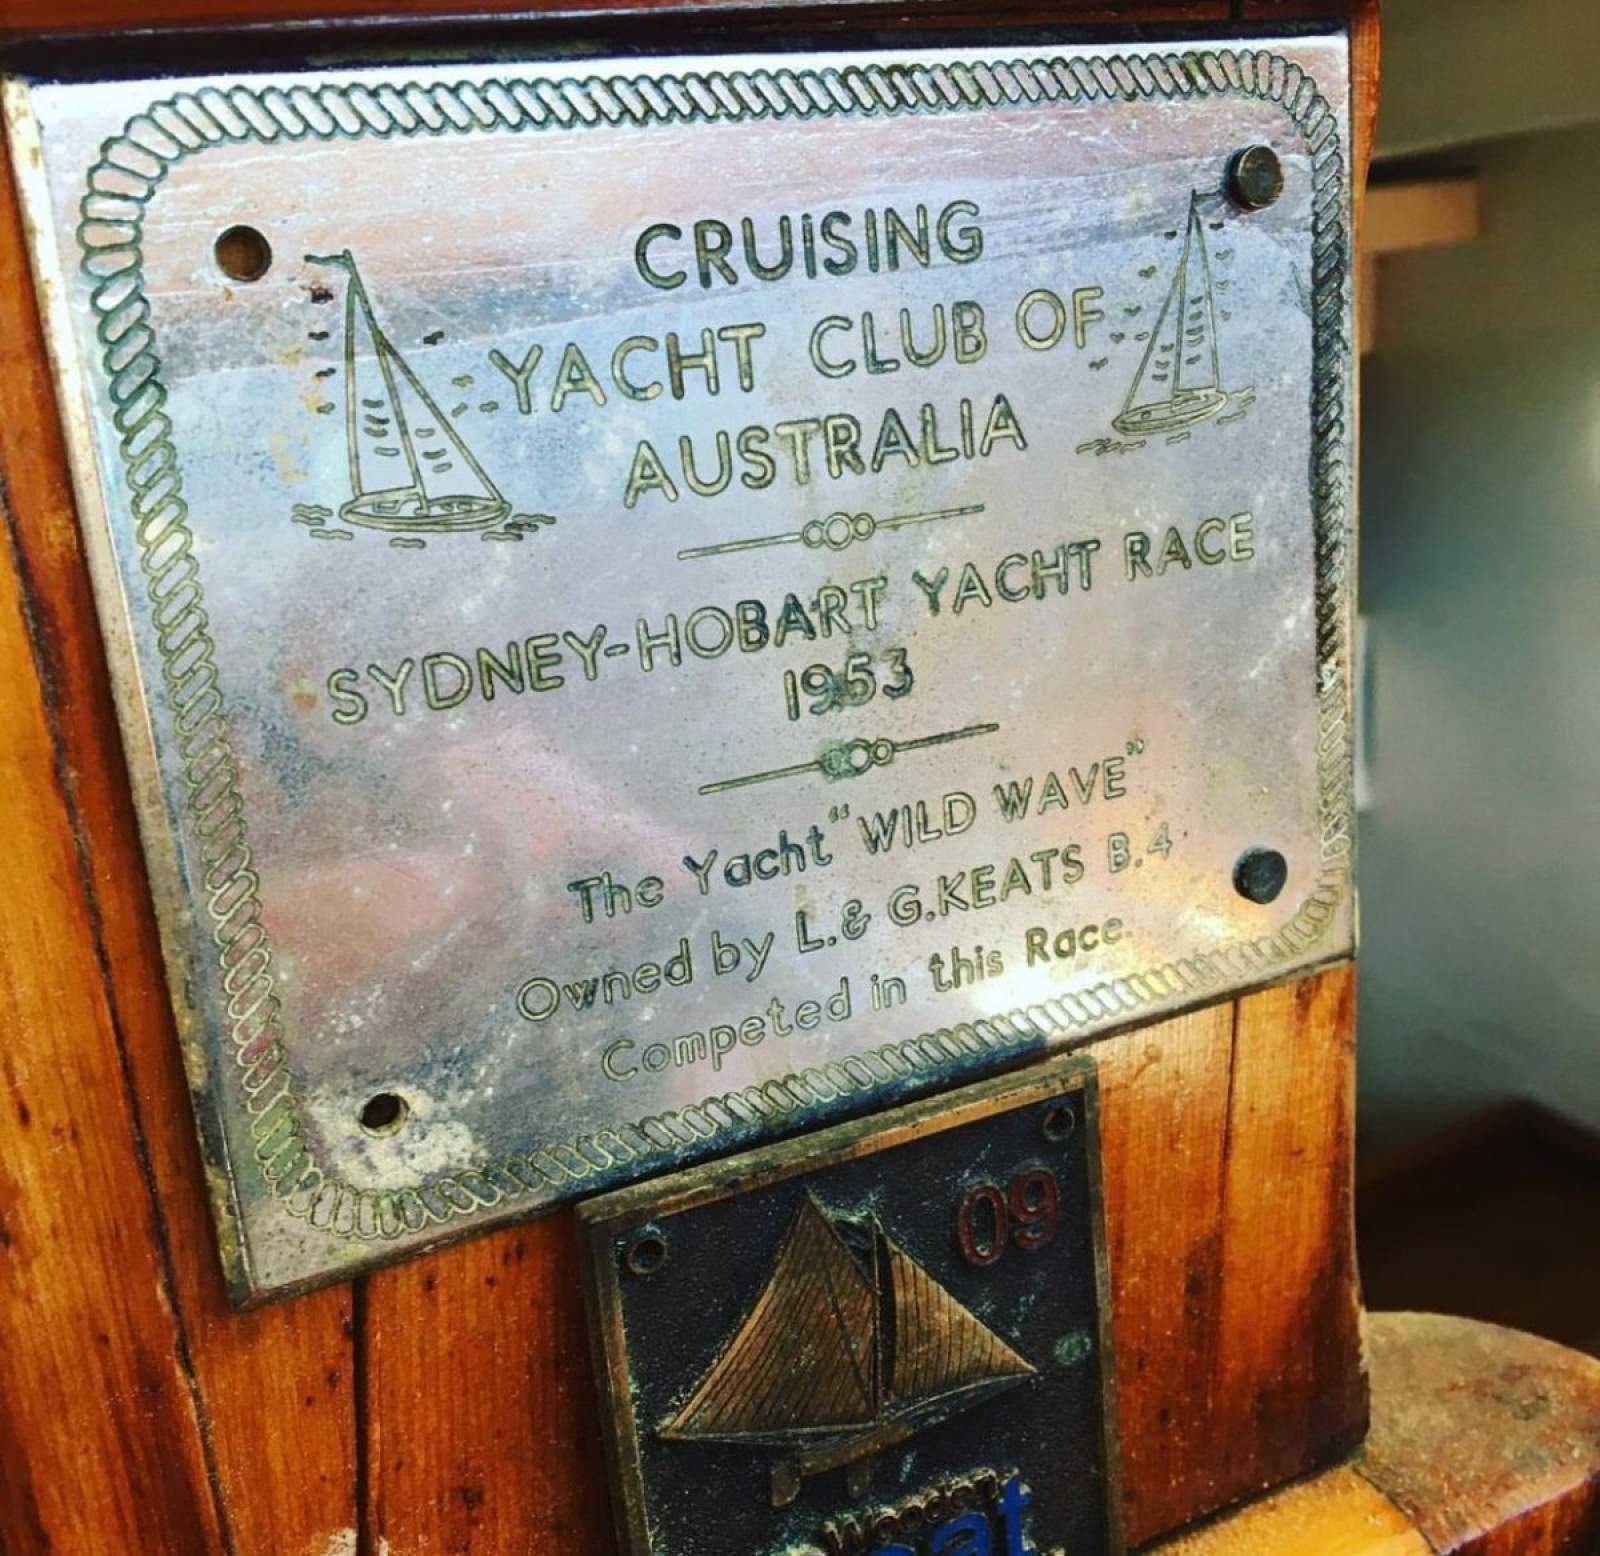 CRUiSING
YACHT CLUB OF
AUSTRALIA
SYDNEY-HOBART YACHT RACE
1953
The Yacht "WILD WAVE"
Owned by L.& G.KEATS B.4.
Competed in this Race.
09
Wooden